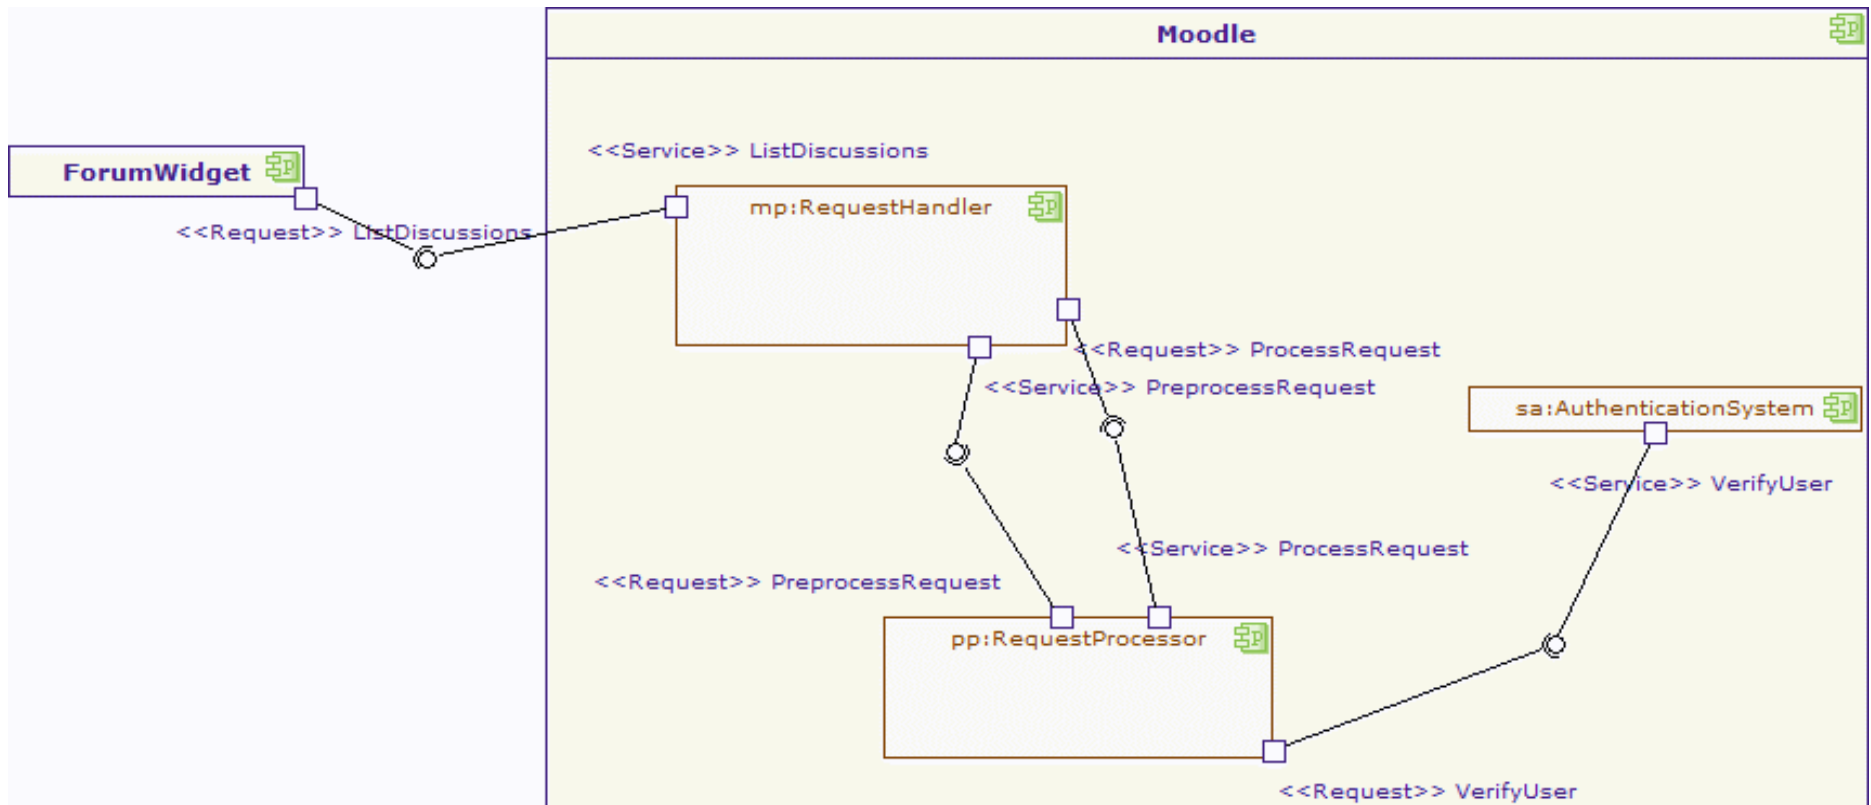 Moodle
<<Service>> ListDiscussions
ForumWidget
mp:RequestHandler
<<Request>> ListDiscussions
<<Request>> ProcessRequest
<<Service>> PreprocessRequest
sa:AuthenticationSystem
<<Service>> VerifyUser
<<Service>> ProcessRequest
<<Request>> PreprocessRequest
pp:RequestProcessor
<<Request>> VerifyUser